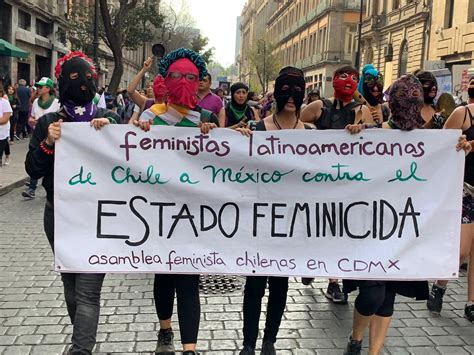 feministas latinoamericanas
de Chile a México contra el
ESTADO FEMINICIDA
asamblea feminista chilenas en CDMX